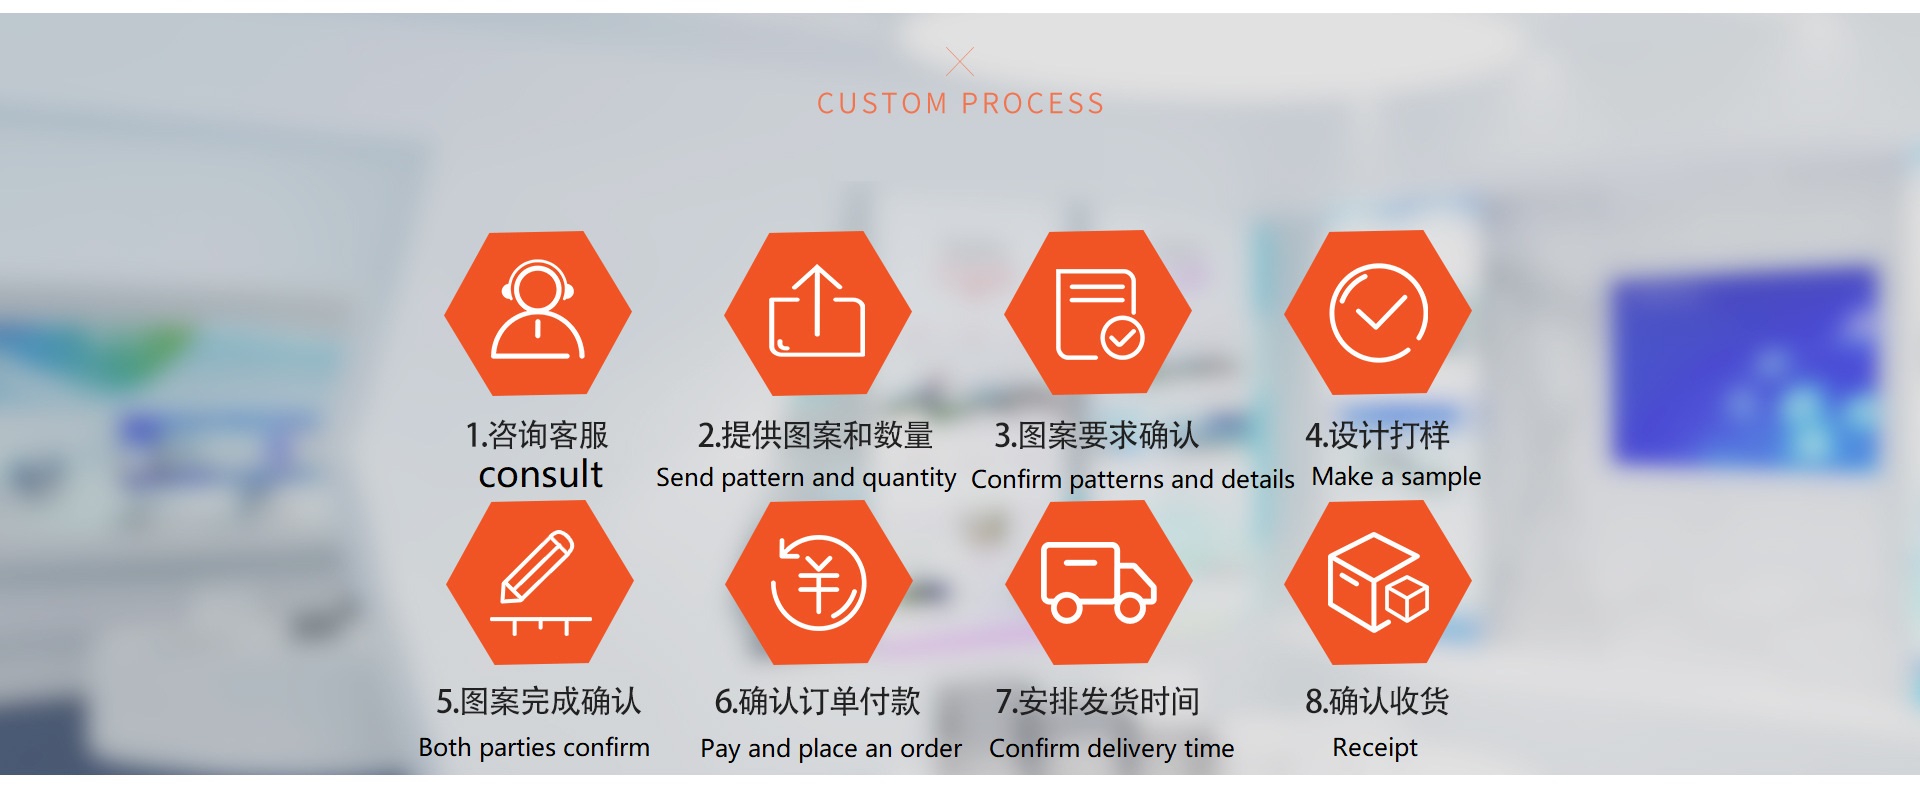 CUSTOM PROCESS
1.咨询客服
consult
2.提供图案和数量
Send pattern and quantity
3.图案要求确认
Confirm patterns and details
4.设计打样
Make a sample
5.图案完成确认
Both parties confirm
6.确认订单付款
Pay and place an order
7.安排发货时间
Confirm delivery time
8.确认收货
Receipt